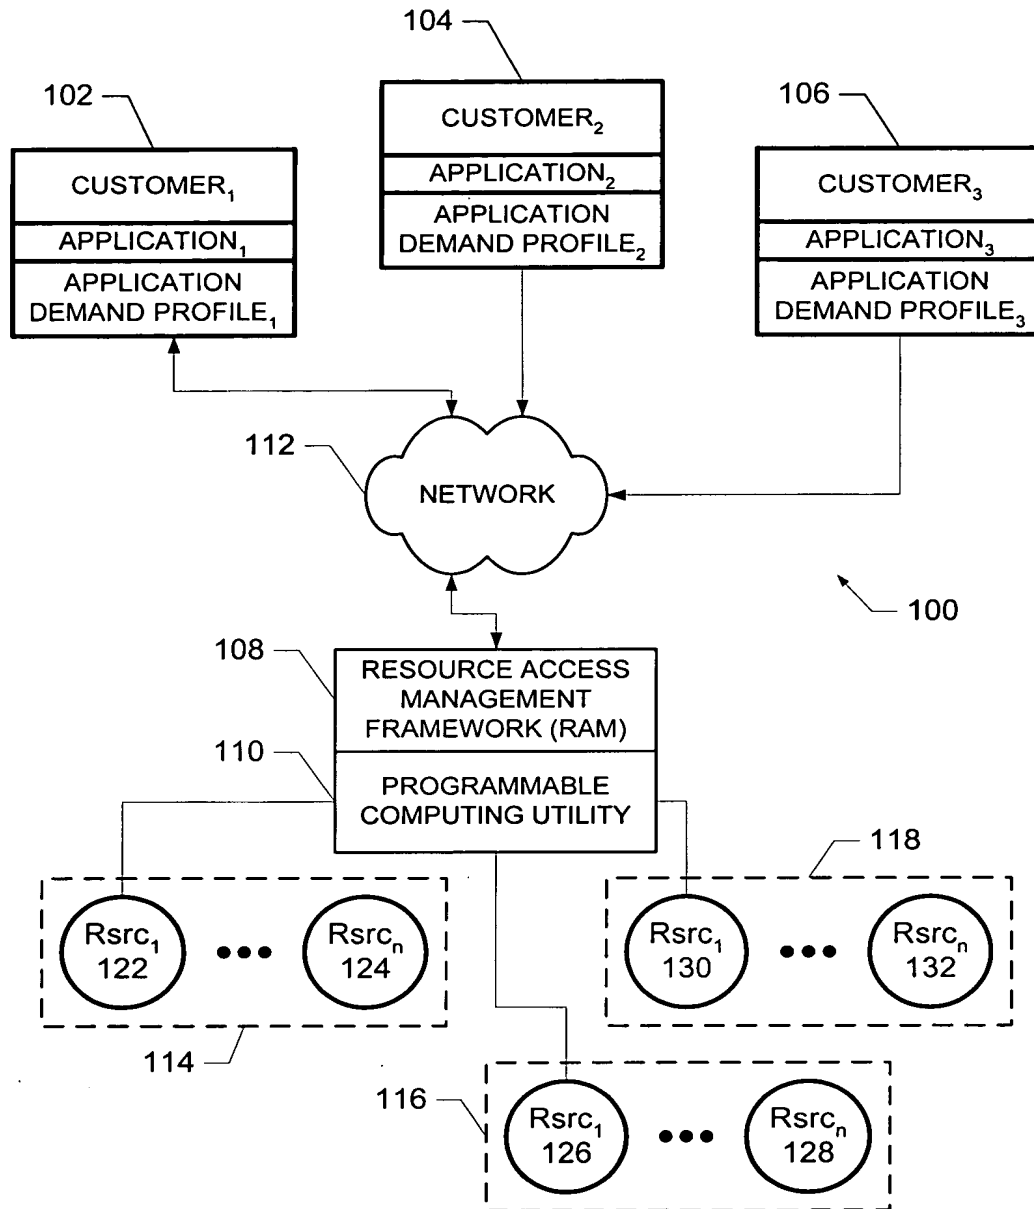 104
102
106
CUSTOMER₂
APPLICATION₂
APPLICATION
DEMAND PROFILE₂
CUSTOMER₁
APPLICATION₁
APPLICATION
DEMAND PROFILE₁
CUSTOMER₃
APPLICATION₃
APPLICATION
DEMAND PROFILE₃
112
NETWORK
100
108
RESOURCE ACCESS
MANAGEMENT
FRAMEWORK (RAM)
110
PROGRAMMABLE
COMPUTING UTILITY
118
Rsrc₁
122
Rsrcₙ
124
Rsrc₁
130
Rsrcₙ
132
114
116
Rsrc₁
126
Rsrcₙ
128